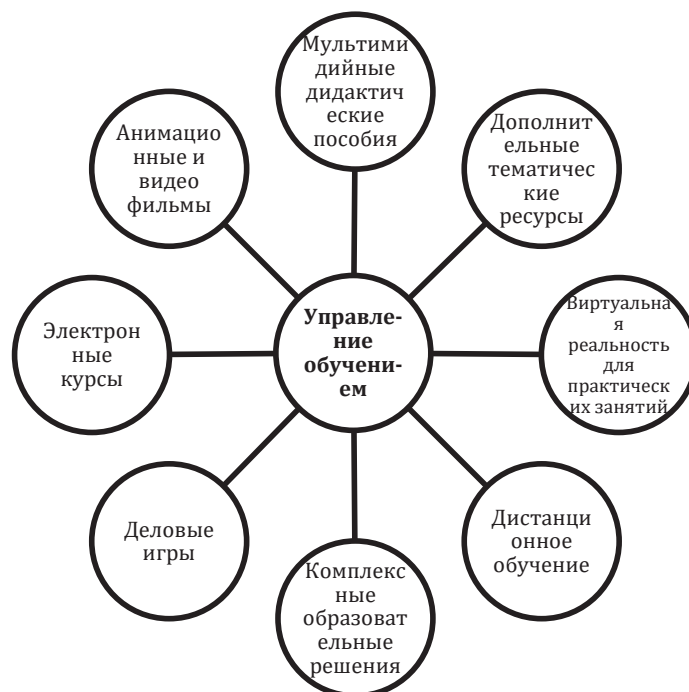 Мультими
дийные
дидактич
еские
пособия
Анимацио
нные и
видео
фильмы
Дополнит
ельные
тематичес
кие
ресурсы
Управле-
ние
обучени-
ем
Электрон
ные
курсы
Виртуальна
я
реальность
для
практическ
их занятий
Деловые
игры
Дистанци
онное
обучение
Комплекс
ные
образоват
ельные
решения